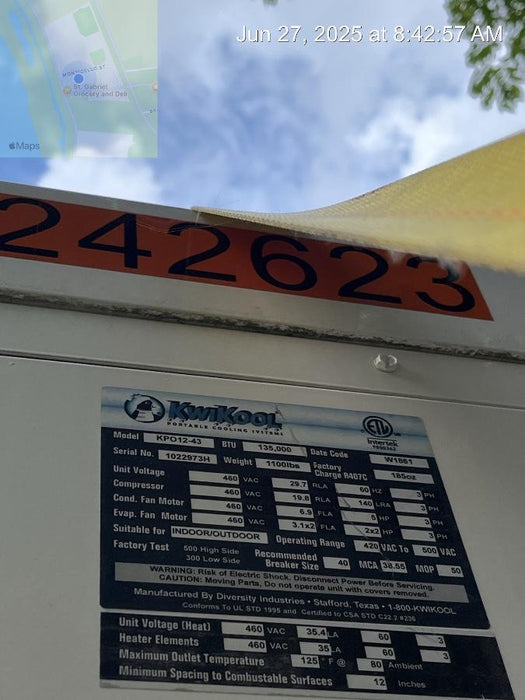 Jun 27, 2025 at 8:42:57 AM
MONTICELLO ST
St. Gabriel
Grocery and Deli
Maps
242623
KwiKool
PORTABLE COOLING SYSTEMS
ETL
Intertek
Model KPO12-43 BTU 135,000 Date Code W1861
Serial No. 1022973H Weight 1100lbs Factory Charge R407C 185oz
Unit Voltage 460 VAC 29.7 RLA 60 HZ 3 PH
Compressor 460 VAC 19.8 RLA 140 LRA 3 PH
Cond. Fan Motor 460 VAC 6.9 FLA 5 HP 3 PH
Evap. Fan Motor 460 VAC 3.1x2 FLA 2x2 HP 3 PH
Suitable for INDOOR/OUTDOOR Operating Range 420 VAC To 500 VAC
Factory Test 500 High Side
300 Low Side Recommended Breaker Size 40 MCA 38.55 MOP 50
WARNING: Risk of Electric Shock. Disconnect Power Before Servicing.
CAUTION: Moving Parts, Do not operate unit with covers removed.
Manufactured By Diversity Industries • Stafford, Texas • 1-800-KWIKOOL
Conforms To UL STD 1995 and Certified to CSA STD C22.2 #236
Unit Voltage (Heat) 460 VAC 35.4 LA 60 3
Heater Elements 460 VAC 35 LA 60 3
Maximum Outlet Temperature 125 ° F @ 80 Ambient
Minimum Spacing to Combustable Surfaces 12 Inches